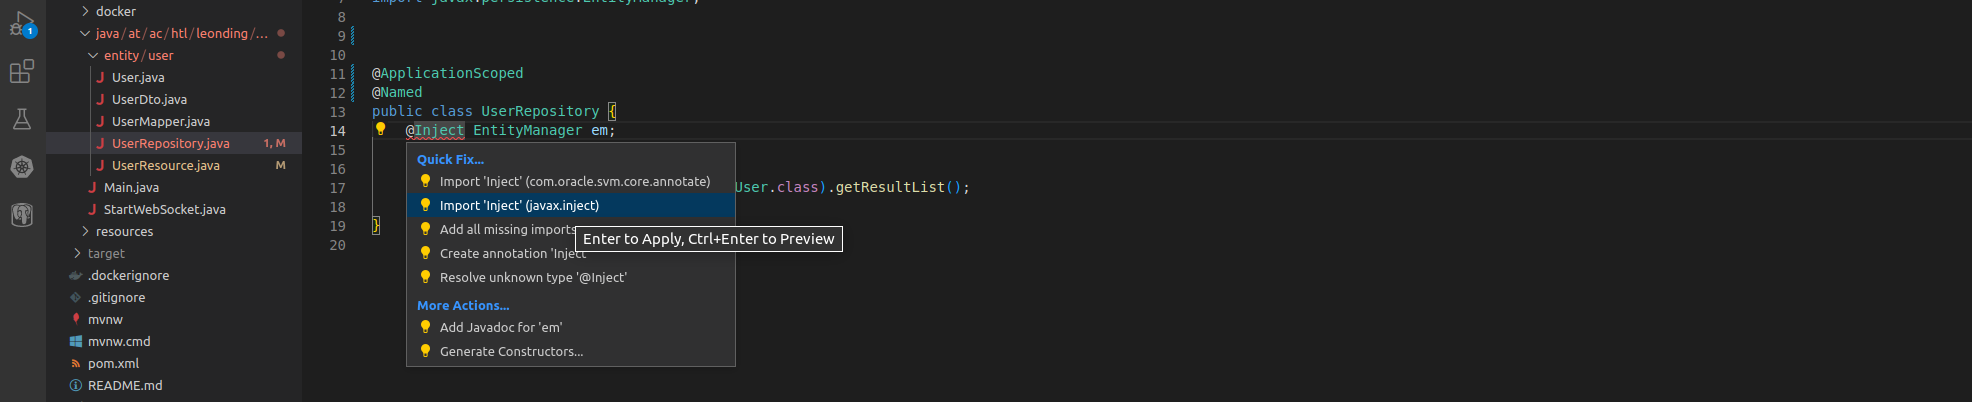 1
docker
java/at/ac/htl/leonding/...
entity/user
User.java
UserDto.java
UserMapper.java
UserRepository.java 1, M
UserResource.java M
Main.java
StartWebSocket.java
resources
target
.dockerignore
.gitignore
mvnw
mvnw.cmd
pom.xml
README.md
7 import javax.persistence.EntityManager;
8
9
10
11 @ApplicationScoped
12 @Named
13 public class UserRepository {
14 @Inject EntityManager em;
15
16
17 User.class).getResultList();
18
19 }
20
Quick Fix...
Import 'Inject' (com.oracle.svm.core.annotate)
Import 'Inject' (javax.inject)
Add all missing imports
Enter to Apply, Ctrl+Enter to Preview
Create annotation 'Inject'
Resolve unknown type '@Inject'
More Actions...
Add Javadoc for 'em'
Generate Constructors...